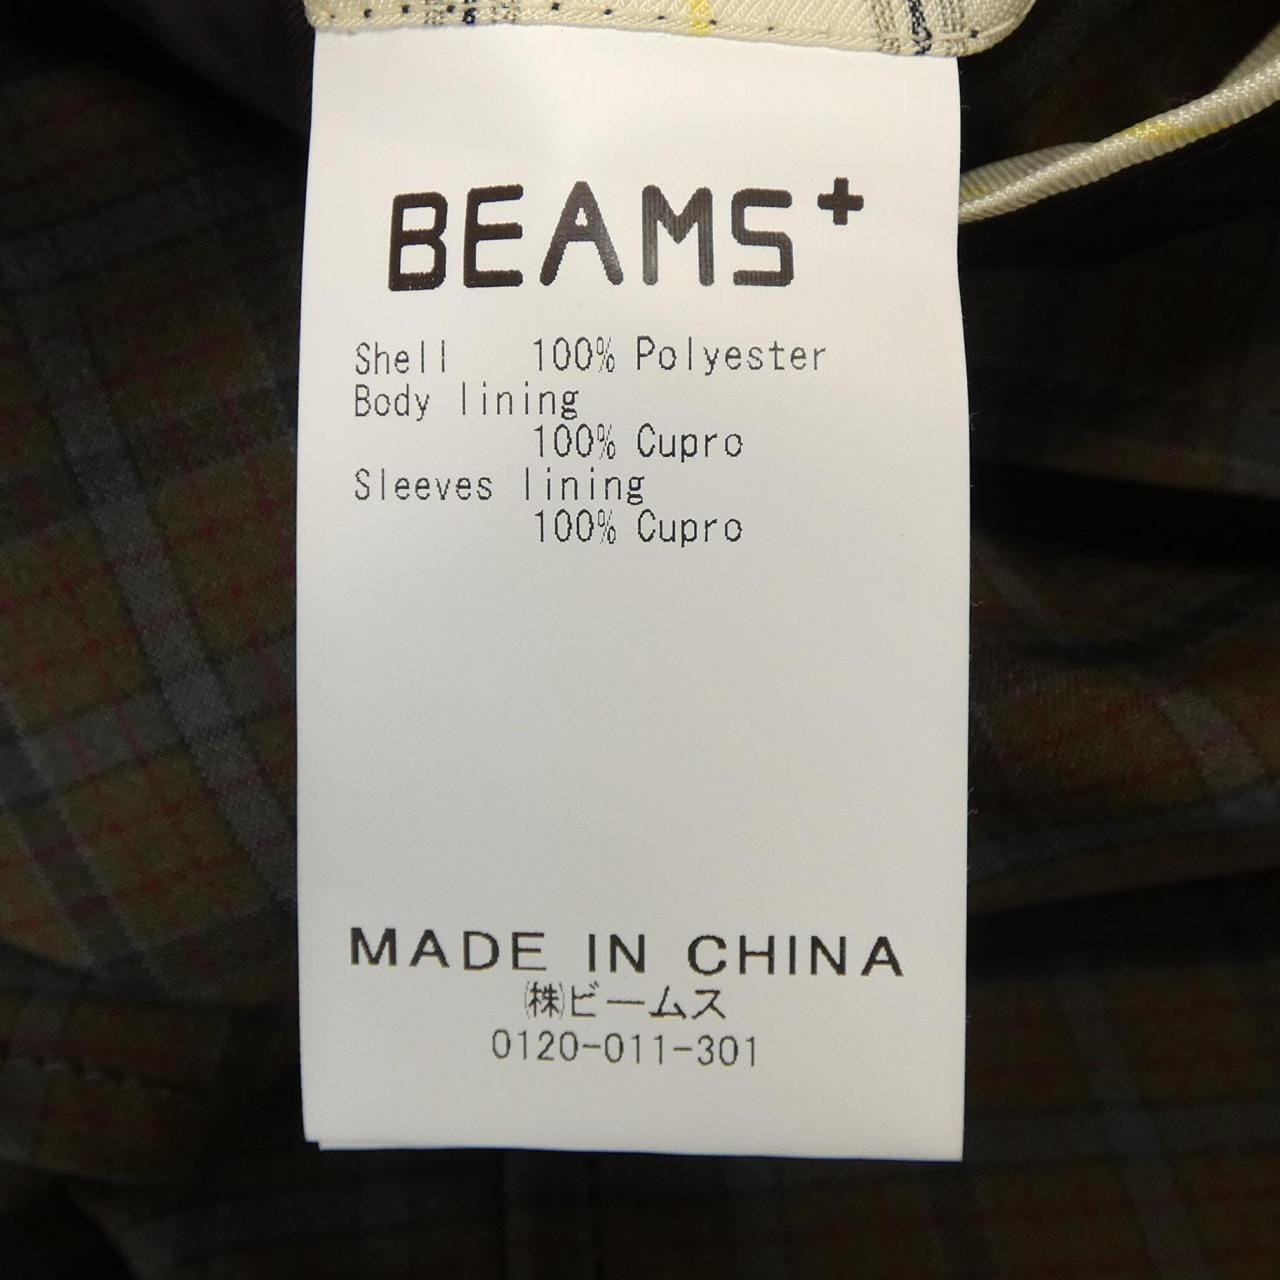 BEAMS+
Shell 100% Polyester
Body lining
100% Cupro
Sleeves lining
100% Cupro
MADE IN CHINA
㈱ビームス
0120-011-301